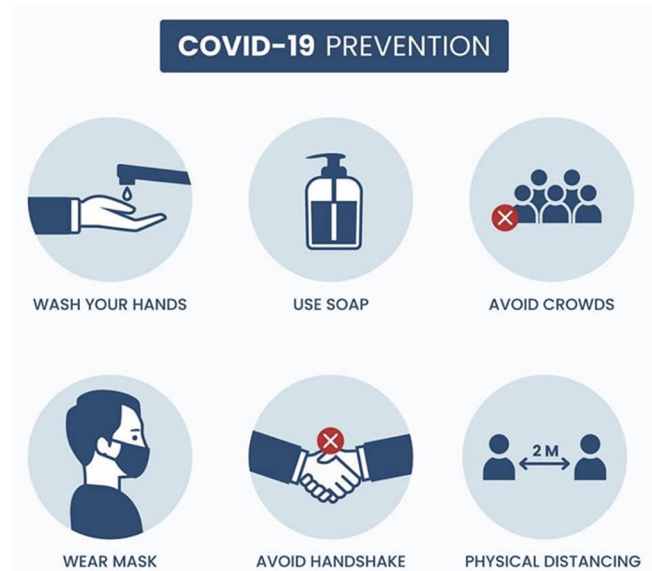 COVID-19 PREVENTION
WASH YOUR HANDS
USE SOAP
AVOID CROWDS
2 M
WEAR MASK
AVOID HANDSHAKE
PHYSICAL DISTANCING